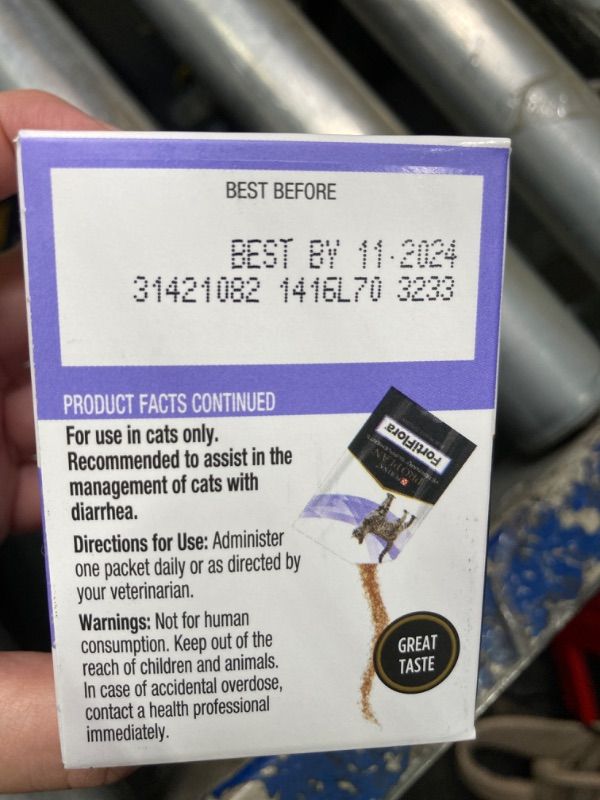 BEST BEFORE
BEST BY 11-2024
31421082 1416L70 3233
PRODUCT FACTS CONTINUED
For use in cats only.
Recommended to assist in the
management of cats with
diarrhea.
Directions for Use: Administer
one packet daily or as directed by
your veterinarian.
Warnings: Not for human
consumption. Keep out of the
reach of children and animals.
In case of accidental overdose,
contact a health professional
immediately.
FortiFlora
PURINA
PRO PLAN
GREAT
TASTE